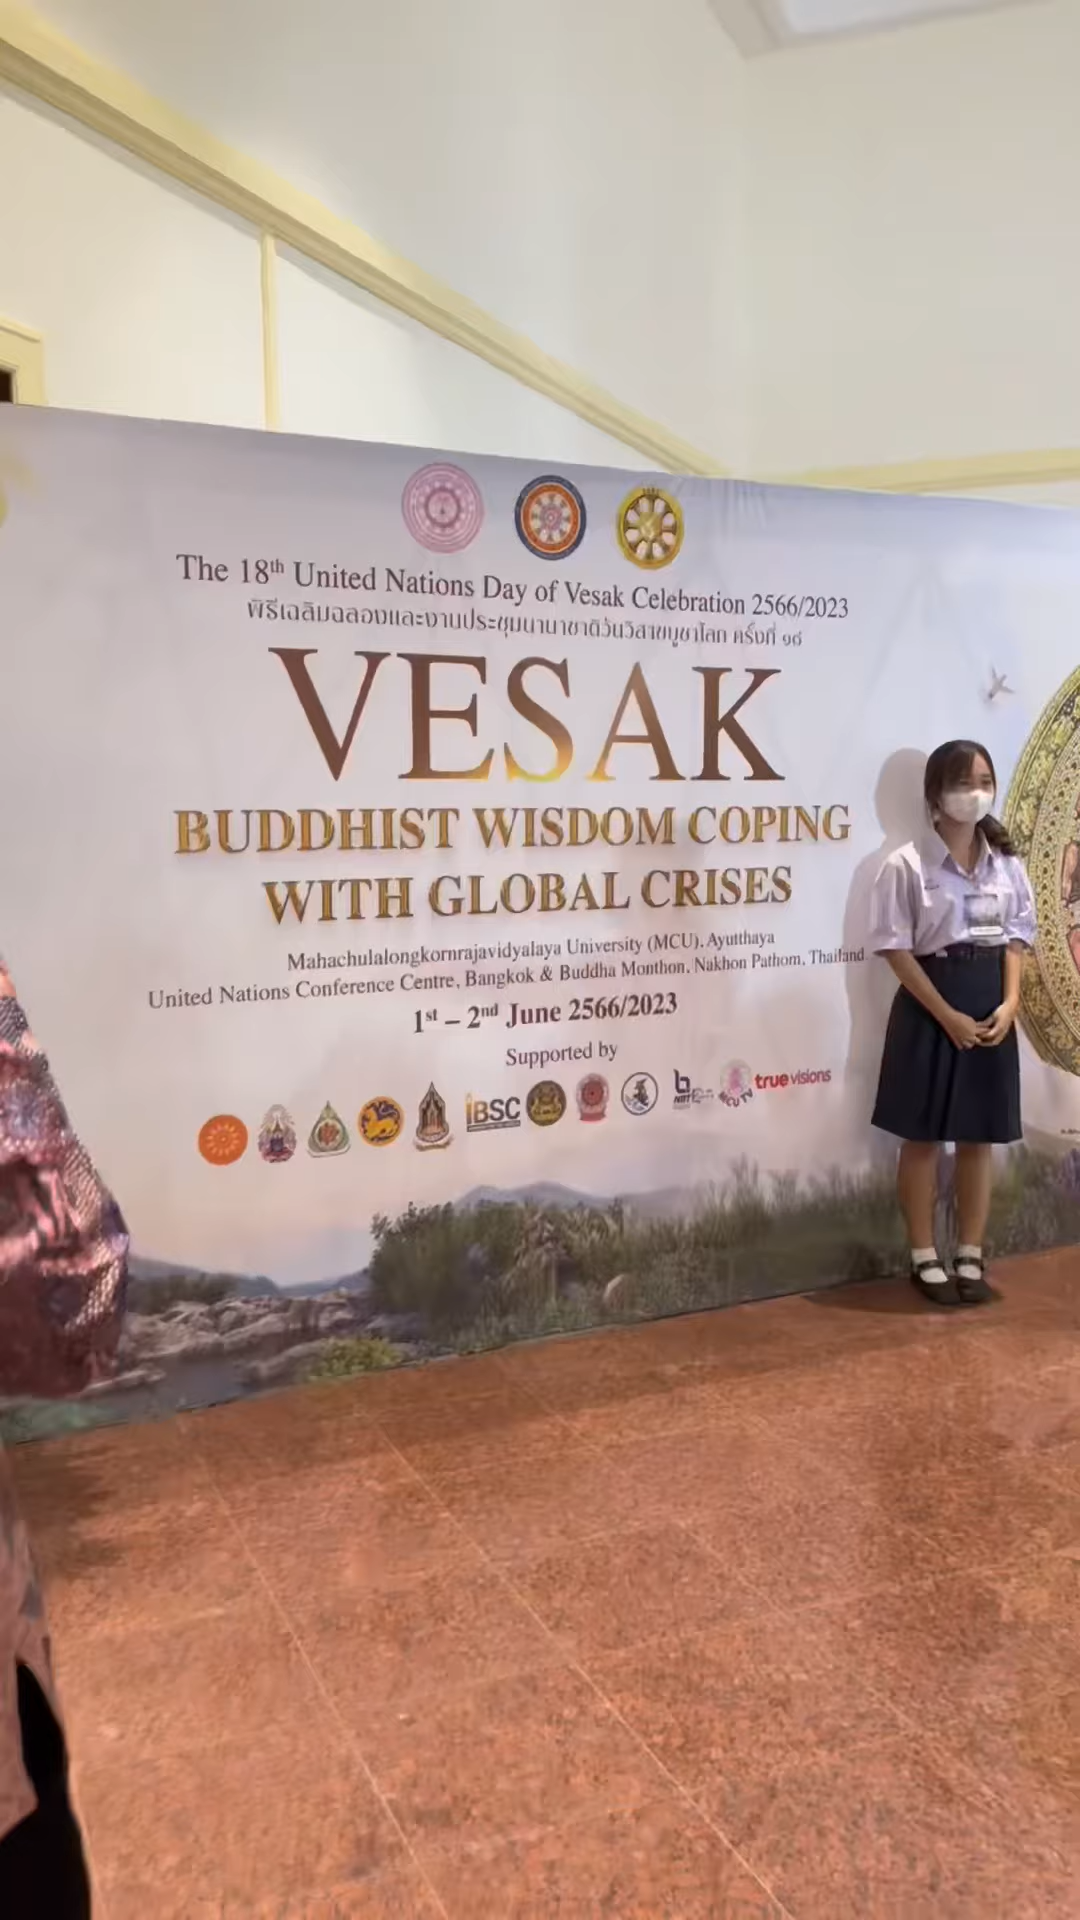 The 18th United Nations Day of Vesak Celebration 2566/2023
พิธีเฉลิมฉลองและงานประชุมนานาชาติวันวิสาขบูชาโลก ครั้งที่ ๑๘
VESAK
BUDDHIST WISDOM COPING
WITH GLOBAL CRISES
Mahachulalongkornrajavidyalaya University (MCU), Ayutthaya
United Nations Conference Centre, Bangkok & Buddha Monthon, Nakhon Pathom, Thailand
1st – 2nd June 2566/2023
Supported by
iBSC
MCU TV
truevisions